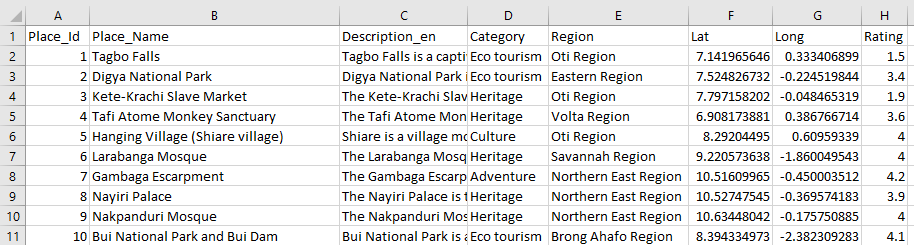 A B C D E F G H
1 Place_Id Place_Name Description_en Category Region Lat Long Rating
2 1 Tagbo Falls Tagbo Falls is a capti Eco tourism Oti Region 7.141965646 0.333406899 1.5
3 2 Digya National Park Digya National Park i Eco tourism Eastern Region 7.524826732 -0.224519844 3.4
4 3 Kete-Krachi Slave Market The Kete-Krachi Slav Heritage Oti Region 7.797158202 -0.048465319 1.9
5 4 Tafi Atome Monkey Sanctuary The Tafi Atome Mon Heritage Volta Region 6.908173881 0.386766714 3.6
6 5 Hanging Village (Shiare village) Shiare is a village mo Culture Oti Region 8.29204495 0.60959339 4
7 6 Larabanga Mosque The Larabanga Mosq Heritage Savannah Region 9.220573638 -1.860049543 4
8 7 Gambaga Escarpment The Gambaga Escarp Adventure Northern East Region 10.51609965 -0.450003512 4.2
9 8 Nayiri Palace The Nayiri Palace is t Heritage Northern East Region 10.52747545 -0.369574183 3.9
10 9 Nakpanduri Mosque The Nakpanduri Mos Heritage Northern East Region 10.63448042 -0.175750885 4
11 10 Bui National Park and Bui Dam Bui National Park is a Eco tourism Brong Ahafo Region 8.394334973 -2.382309283 4.1